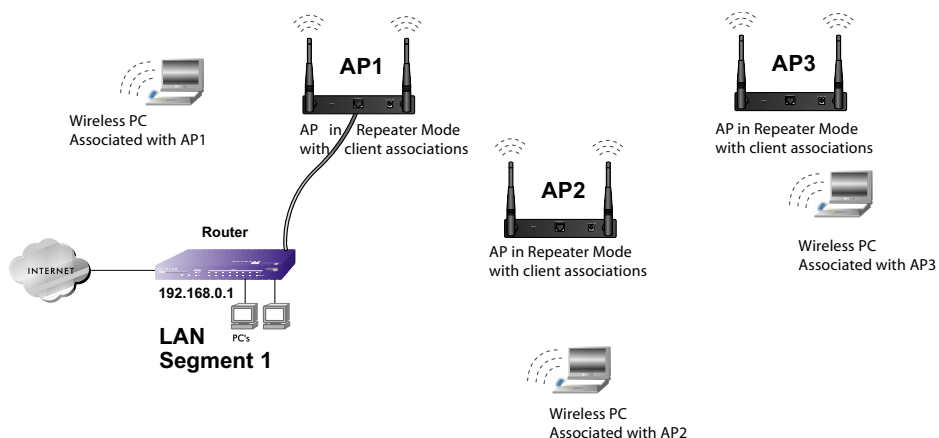 AP1
AP3
Wireless PC
Associated with AP1
AP in Repeater Mode
with client associations
AP in Repeater Mode
with client associations
AP2
Router
AP in Repeater Mode
with client associations
Wireless PC
Associated with AP3
INTERNET
192.168.0.1
LAN
Segment 1
PC's
Wireless PC
Associated with AP2